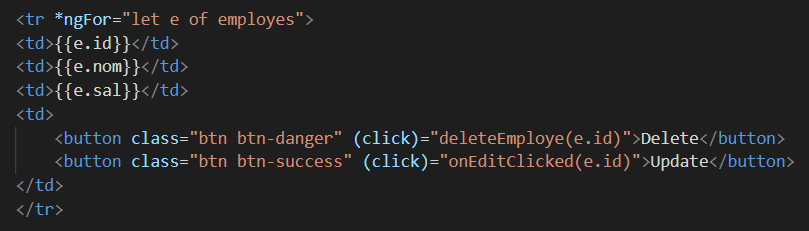 <tr *ngFor="let e of employes">
<td>{{e.id}}</td>
<td>{{e.nom}}</td>
<td>{{e.sal}}</td>
<td>
    <button class="btn btn-danger" (click)="deleteEmploye(e.id)">Delete</button>
    <button class="btn btn-success" (click)="onEditClicked(e.id)">Update</button>
</td>
</tr>